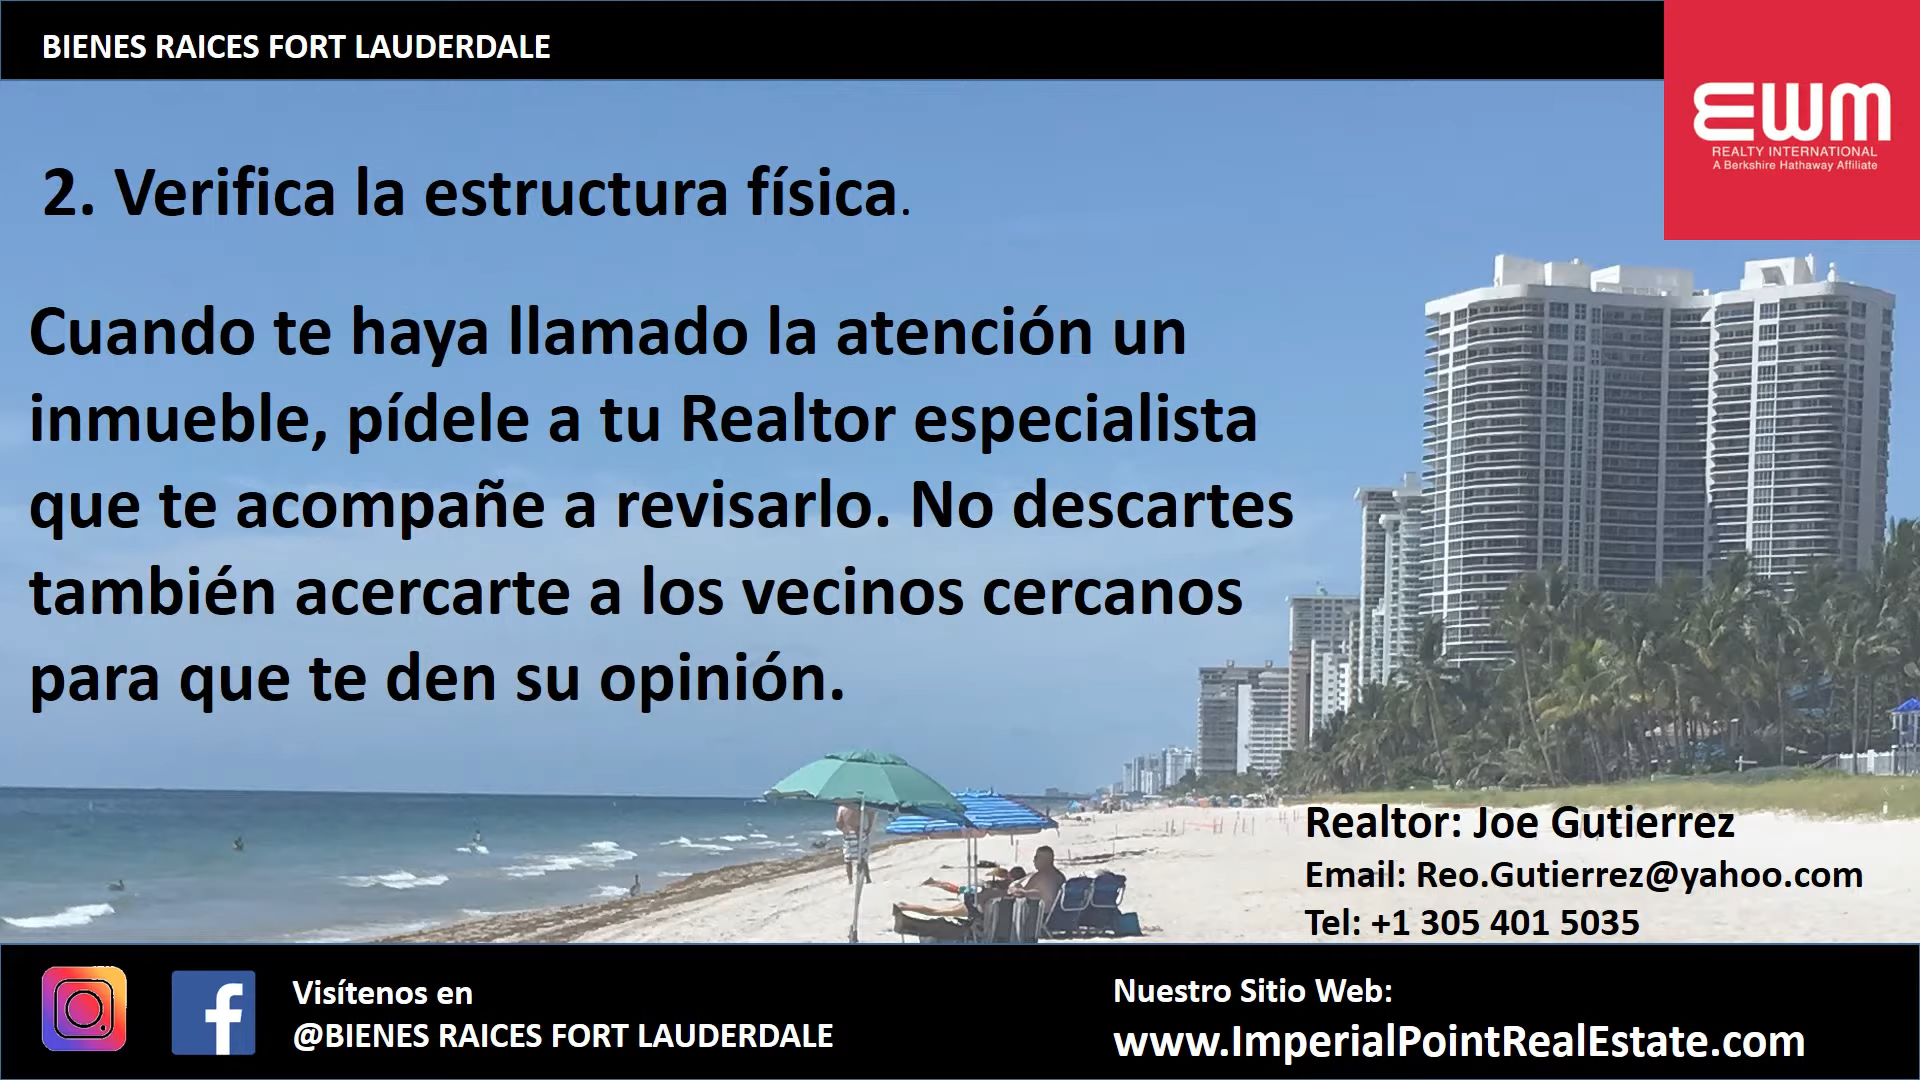 BIENES RAICES FORT LAUDERDALE
EWM
REALTY INTERNATIONAL
A Berkshire Hathaway Affiliate
2. Verifica la estructura física.
Cuando te haya llamado la atención un
inmueble, pídele a tu Realtor especialista
que te acompañe a revisarlo. No descartes
también acercarte a los vecinos cercanos
para que te den su opinión.
Realtor: Joe Gutierrez
Email: Reo.Gutierrez@yahoo.com
Tel: +1 305 401 5035
Visítenos en
@BIENES RAICES FORT LAUDERDALE
Nuestro Sitio Web:
www.ImperialPointRealEstate.com